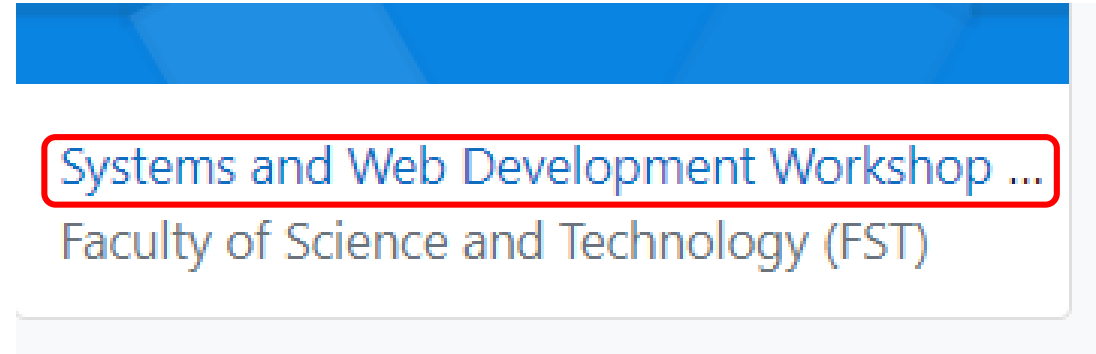 Systems and Web Development Workshop ...
Faculty of Science and Technology (FST)